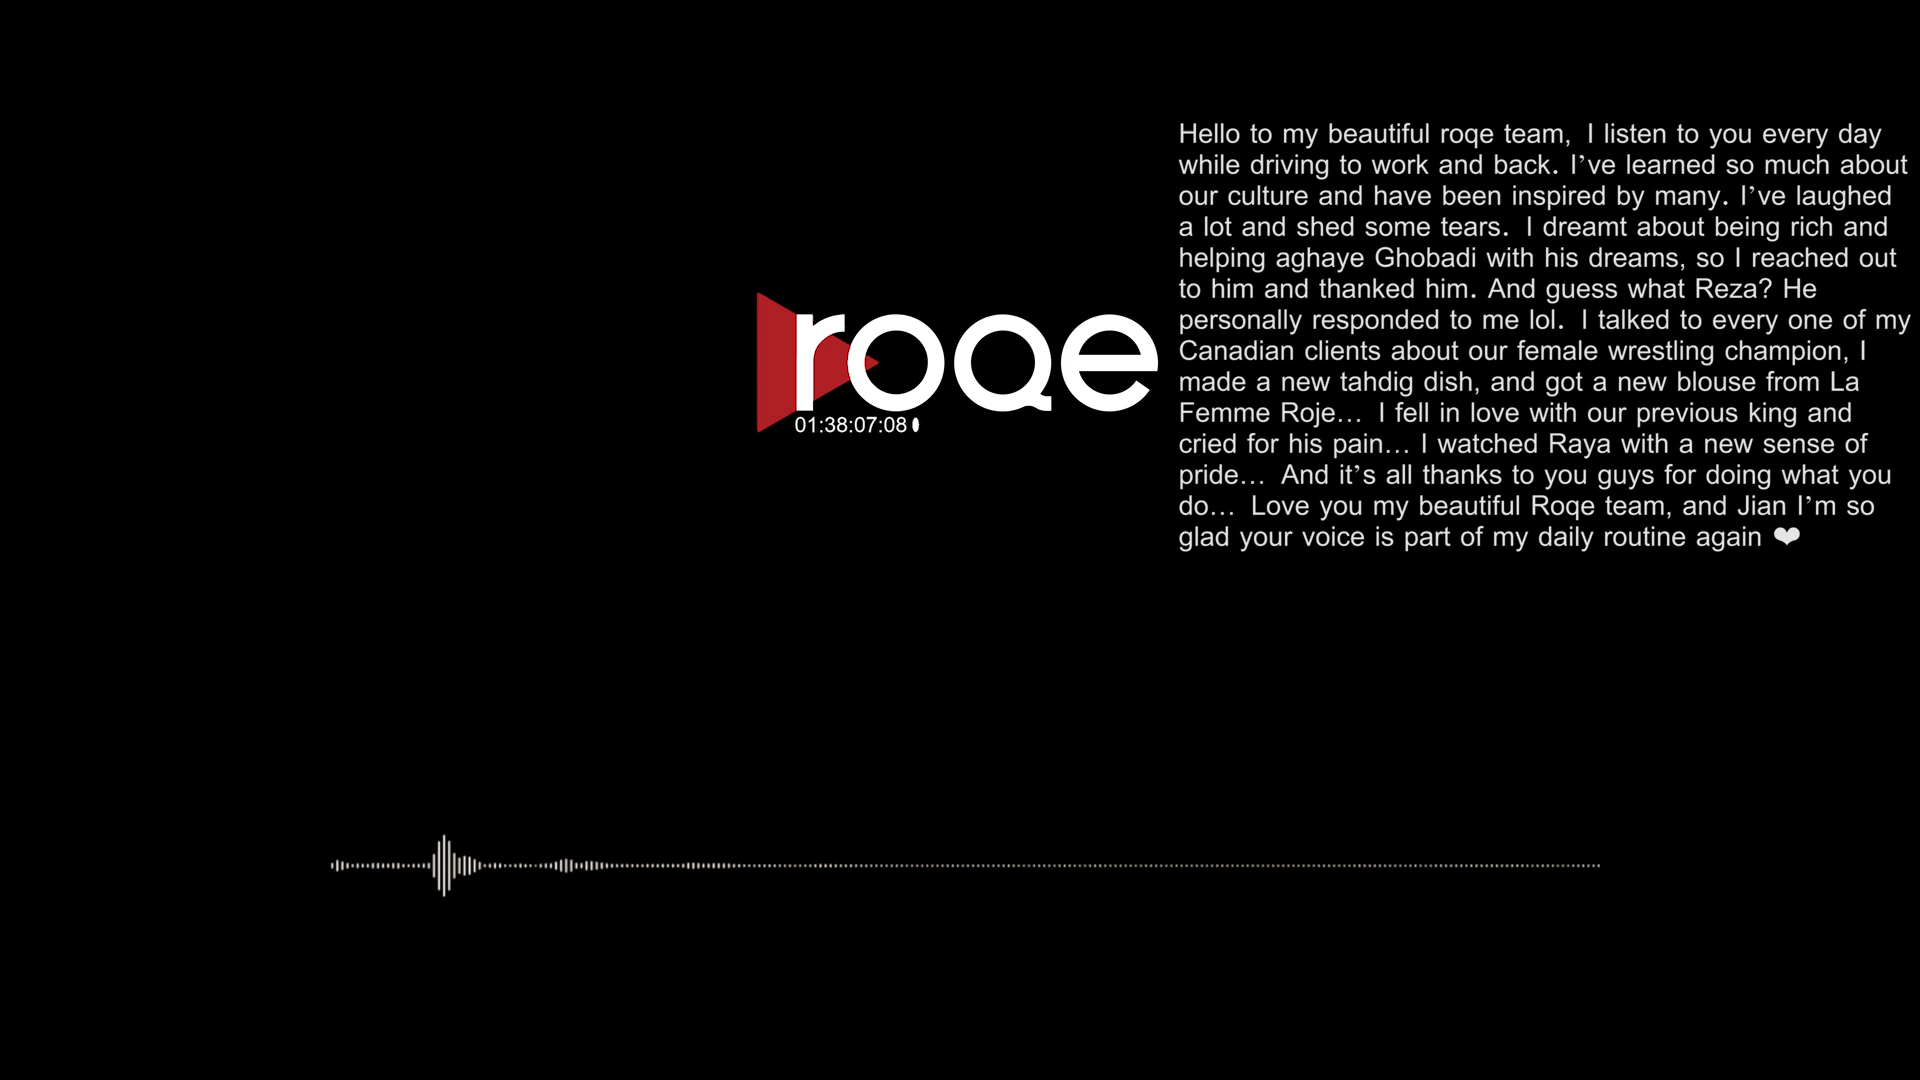 roqe
01:38:07:08
Hello to my beautiful roqe team,  I listen to you every day
while driving to work and back. I’ve learned so much about
our culture and have been inspired by many. I’ve laughed
a lot and shed some tears.  I dreamt about being rich and
helping aghaye Ghobadi with his dreams, so I reached out
to him and thanked him. And guess what Reza? He
personally responded to me lol.  I talked to every one of my
Canadian clients about our female wrestling champion, I
made a new tahdig dish, and got a new blouse from La
Femme Roje…  I fell in love with our previous king and
cried for his pain… I watched Raya with a new sense of
pride…  And it’s all thanks to you guys for doing what you
do…  Love you my beautiful Roqe team, and Jian I’m so
glad your voice is part of my daily routine again ❤